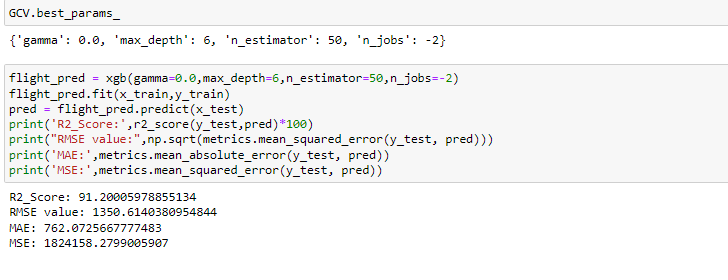 GCV.best_params_
{'gamma': 0.0, 'max_depth': 6, 'n_estimator': 50, 'n_jobs': -2}
flight_pred = xgb(gamma=0.0,max_depth=6,n_estimator=50,n_jobs=-2)
flight_pred.fit(x_train,y_train)
pred = flight_pred.predict(x_test)
print('R2_Score:',r2_score(y_test,pred)*100)
print("RMSE value:",np.sqrt(metrics.mean_squared_error(y_test, pred)))
print('MAE:',metrics.mean_absolute_error(y_test, pred))
print('MSE:',metrics.mean_squared_error(y_test, pred))
R2_Score: 91.20005978855134
RMSE value: 1350.6140380954844
MAE: 762.0725667777483
MSE: 1824158.2799005907